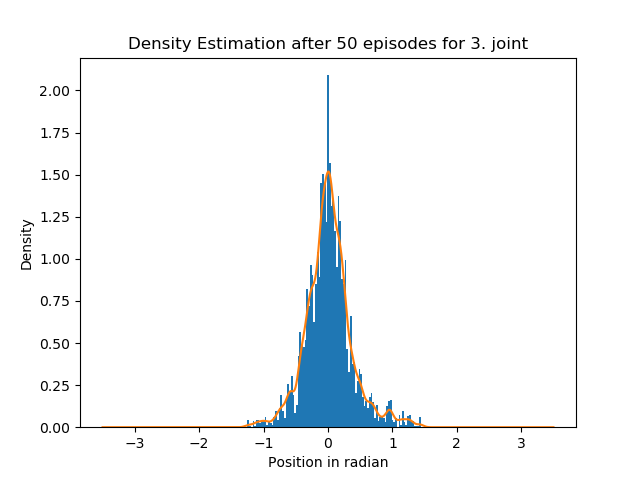 Density Estimation after 50 episodes for 3. joint
Density
2.00
1.75
1.50
1.25
1.00
0.75
0.50
0.25
0.00
−3 −2 −1 0 1 2 3
Position in radian